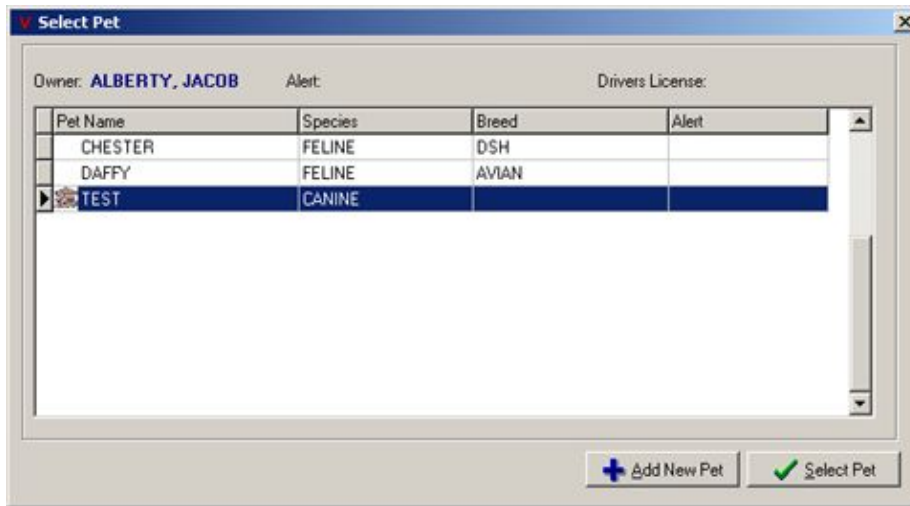 V Select Pet
Owner: ALBERTY, JACOB Alert: Drivers License:
Pet Name Species Breed Alert
CHESTER FELINE DSH
DAFFY FELINE AVIAN
TEST CANINE
Add New Pet Select Pet